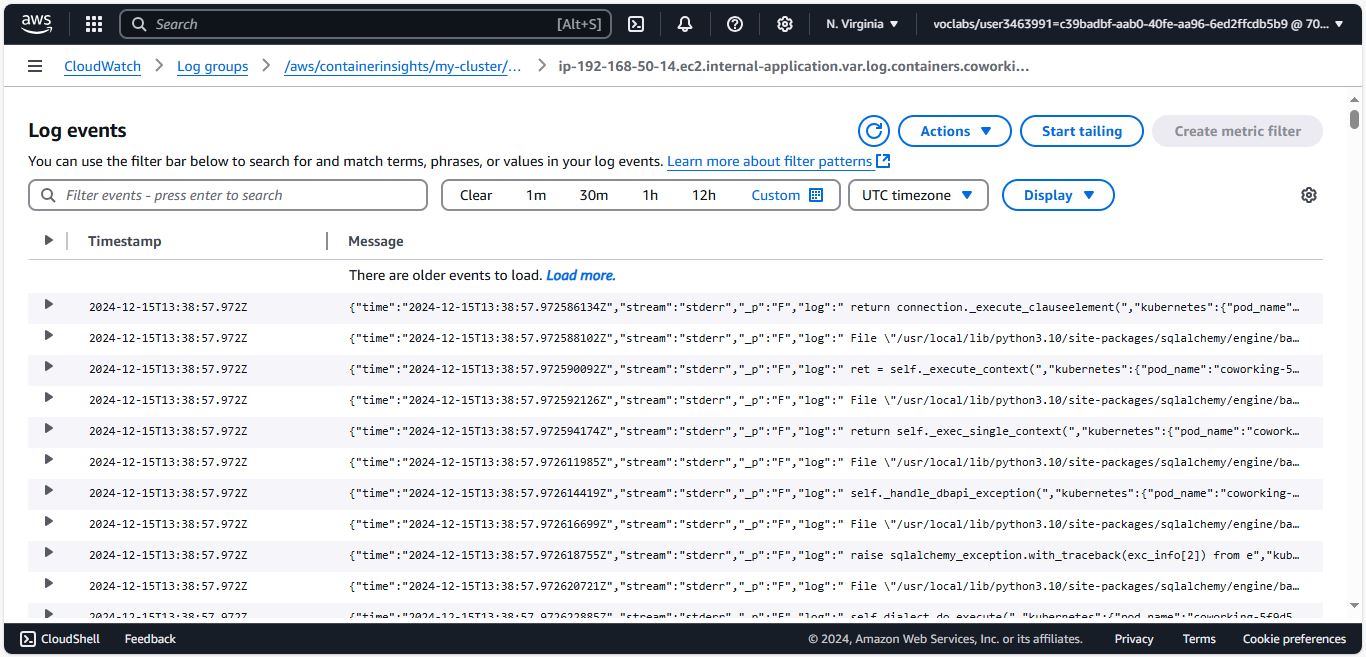 aws Search [Alt+S] N. Virginia voclabs/user3463991=c39badbf-aab0-40fe-aa96-6ed2ffcdb5b9 @ 70...
CloudWatch Log groups /aws/containerinsights/my-cluster/... ip-192-168-50-14.ec2.internal-application.var.log.containers.coworki...
Log events Actions Start tailing Create metric filter
You can use the filter bar below to search for and match terms, phrases, or values in your log events. Learn more about filter patterns
Filter events - press enter to search Clear 1m 30m 1h 12h Custom UTC timezone Display
Timestamp Message
There are older events to load. Load more.
2024-12-15T13:38:57.972Z {"time":"2024-12-15T13:38:57.972586134Z","stream":"stderr","_p":"F","log":" return connection._execute_clauseelement(","kubernetes":{"pod_name"...
2024-12-15T13:38:57.972Z {"time":"2024-12-15T13:38:57.972588102Z","stream":"stderr","_p":"F","log":" File \"/usr/local/lib/python3.10/site-packages/sqlalchemy/engine/ba...
2024-12-15T13:38:57.972Z {"time":"2024-12-15T13:38:57.972590092Z","stream":"stderr","_p":"F","log":" ret = self._execute_context(","kubernetes":{"pod_name":"coworking-5...
2024-12-15T13:38:57.972Z {"time":"2024-12-15T13:38:57.972592126Z","stream":"stderr","_p":"F","log":" File \"/usr/local/lib/python3.10/site-packages/sqlalchemy/engine/ba...
2024-12-15T13:38:57.972Z {"time":"2024-12-15T13:38:57.972594174Z","stream":"stderr","_p":"F","log":" return self._exec_single_context(","kubernetes":{"pod_name":"cowork...
2024-12-15T13:38:57.972Z {"time":"2024-12-15T13:38:57.972611985Z","stream":"stderr","_p":"F","log":" File \"/usr/local/lib/python3.10/site-packages/sqlalchemy/engine/ba...
2024-12-15T13:38:57.972Z {"time":"2024-12-15T13:38:57.972614419Z","stream":"stderr","_p":"F","log":" self._handle_dbapi_exception(","kubernetes":{"pod_name":"coworking-...
2024-12-15T13:38:57.972Z {"time":"2024-12-15T13:38:57.972616699Z","stream":"stderr","_p":"F","log":" File \"/usr/local/lib/python3.10/site-packages/sqlalchemy/engine/ba...
2024-12-15T13:38:57.972Z {"time":"2024-12-15T13:38:57.972618755Z","stream":"stderr","_p":"F","log":" raise sqlalchemy_exception.with_traceback(exc_info[2]) from e","kub...
2024-12-15T13:38:57.972Z {"time":"2024-12-15T13:38:57.972620721Z","stream":"stderr","_p":"F","log":" File \"/usr/local/lib/python3.10/site-packages/sqlalchemy/engine/ba...
2024-12-15T13:38:57.972Z {"time":"2024-12-15T13:38:57.972622885Z","stream":"stderr","_p":"F","log":" self.dialect.do_execute(","kubernetes":{"pod_name":"coworking-5f9d5...
CloudShell Feedback © 2024, Amazon Web Services, Inc. or its affiliates. Privacy Terms Cookie preferences